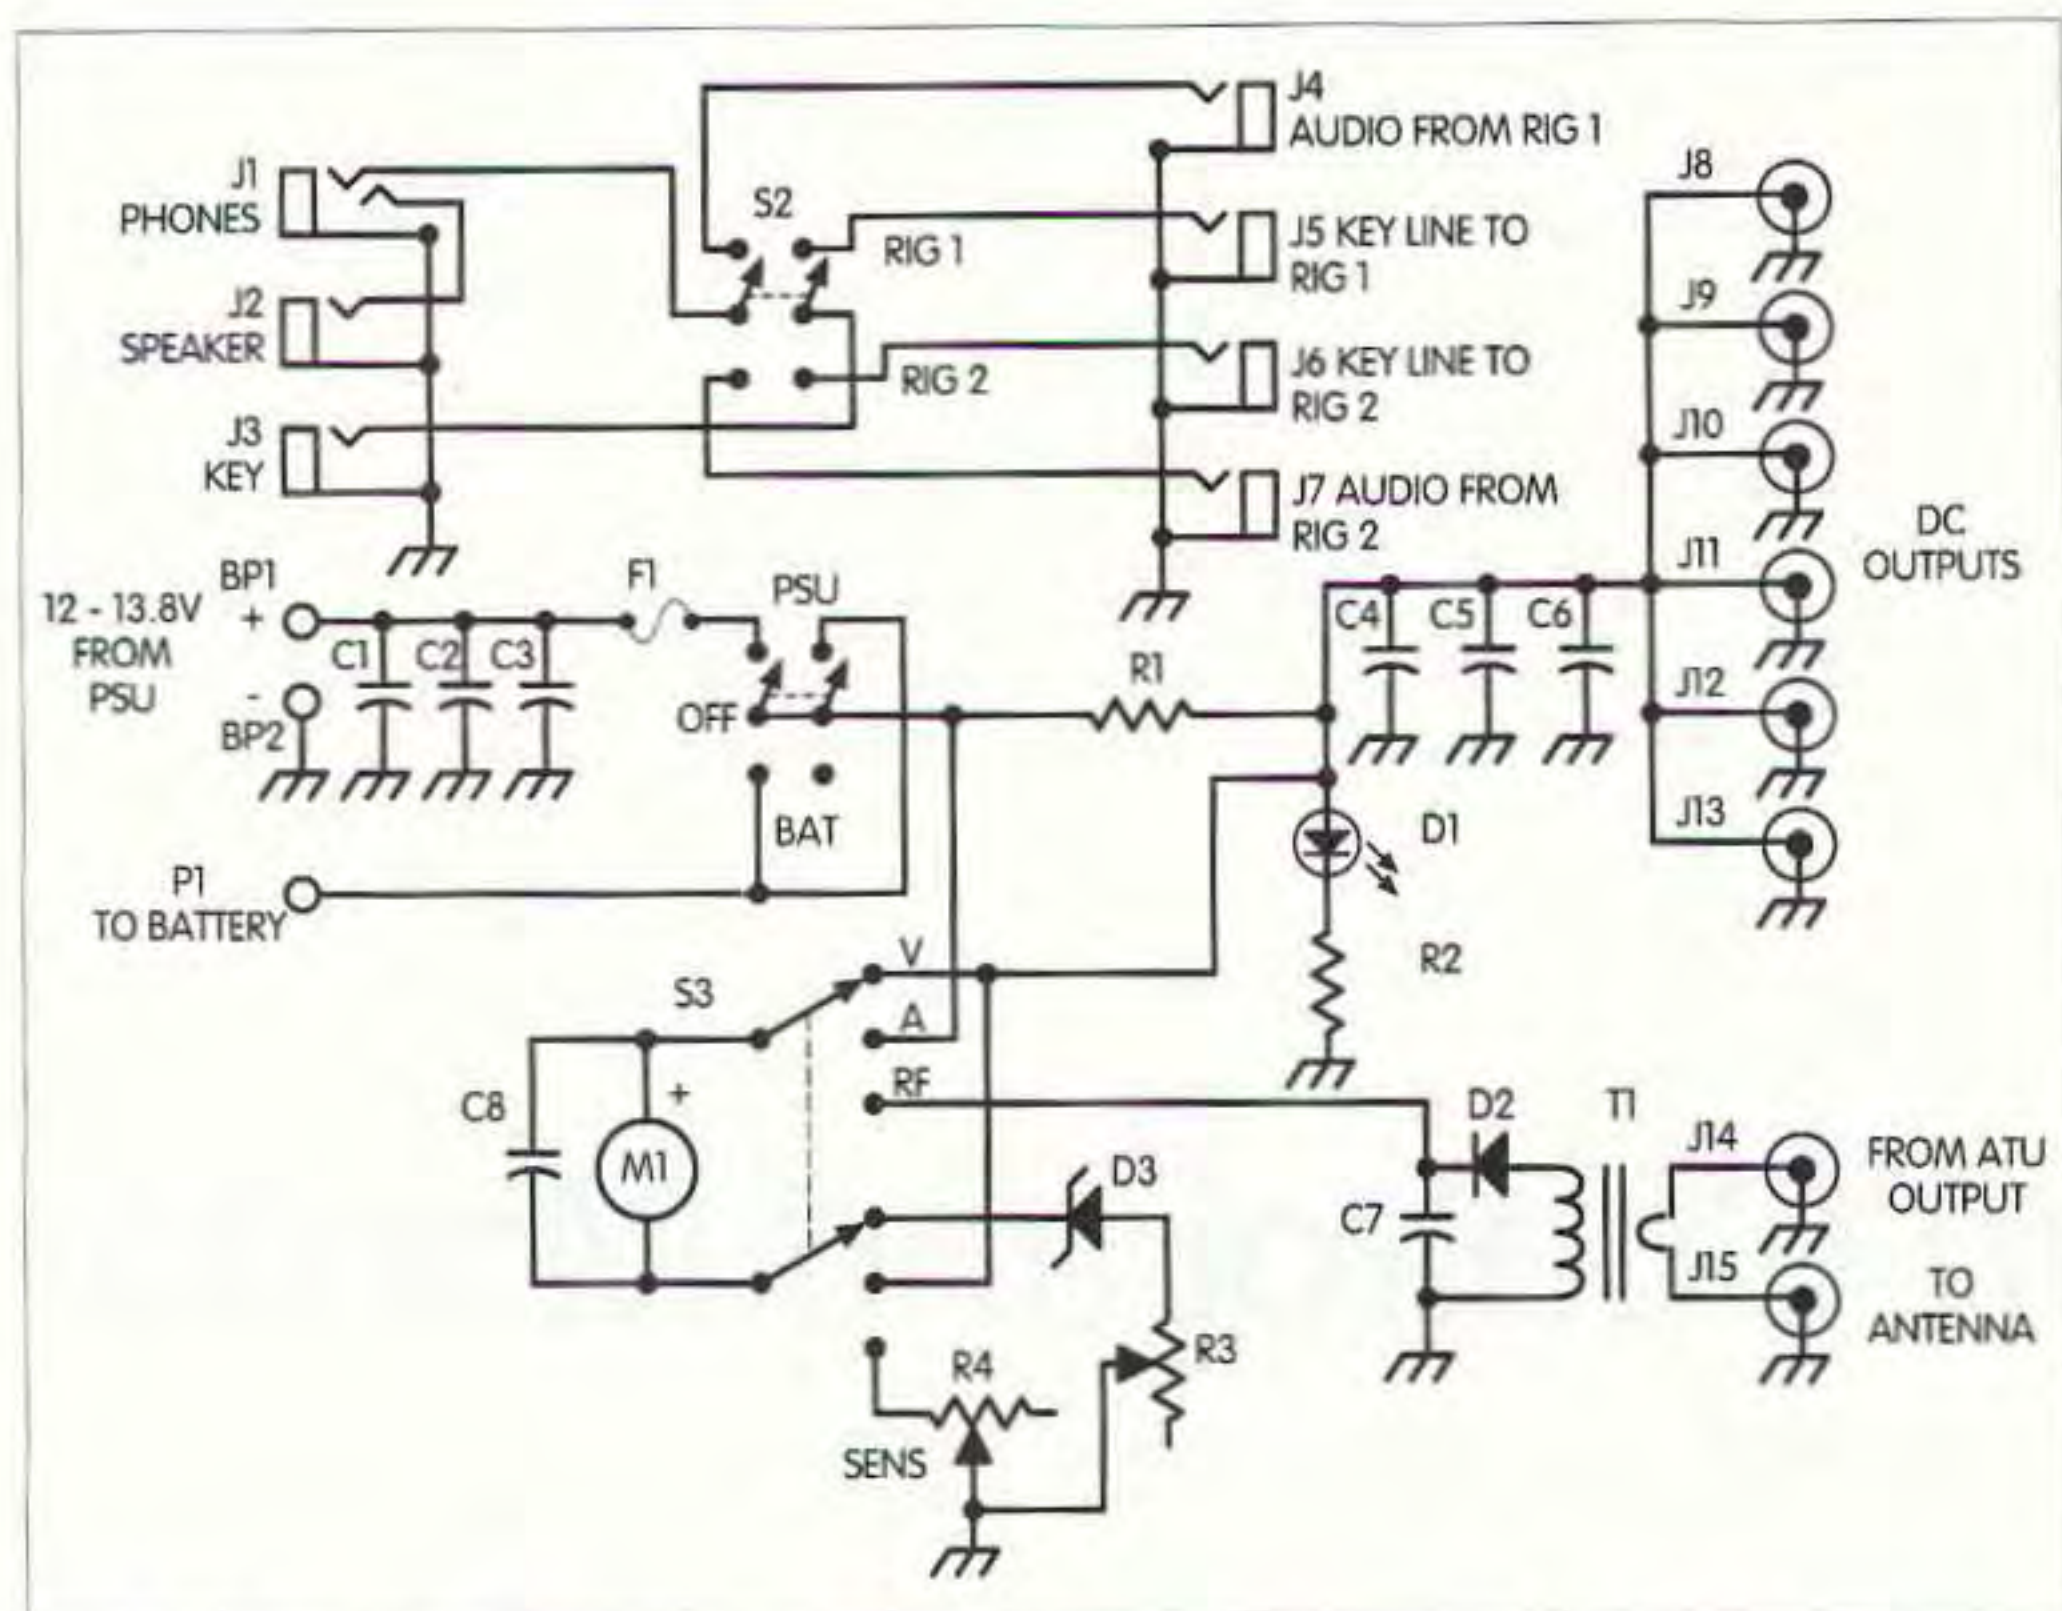 J1
PHONES
J2
SPEAKER
J3
KEY
S2
RIG 1
RIG 2
J4
AUDIO FROM RIG 1
J5 KEY LINE TO
RIG 1
J6 KEY LINE TO
RIG 2
J7 AUDIO FROM
RIG 2
J8
J9
J10
J11
J12
J13
DC
OUTPUTS
12 - 13.8V
FROM
PSU
BP1
+
-
BP2
C1
C2
C3
F1
PSU
OFF
BAT
P1
TO BATTERY
R1
C4
C5
C6
D1
R2
S3
V
A
RF
C8
+
M1
D3
R3
R4
SENS
C7
D2
T1
J14
FROM ATU
OUTPUT
J15
TO
ANTENNA